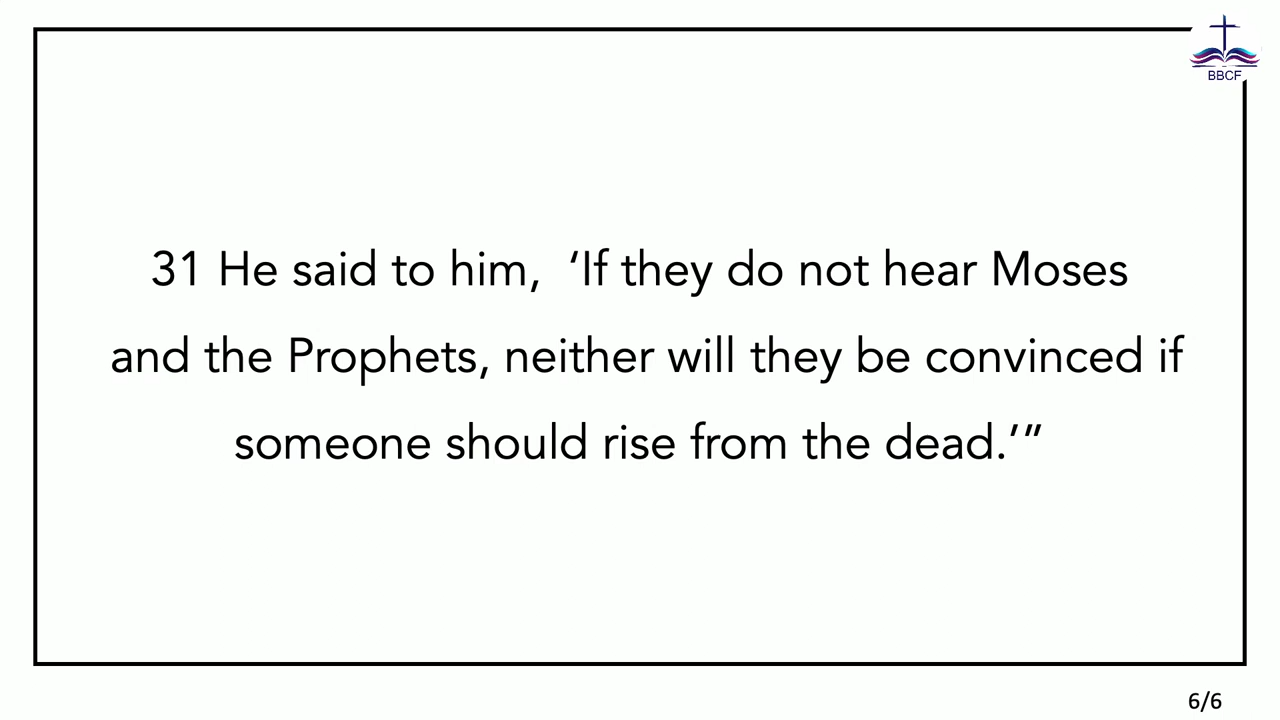 BBCF
31 He said to him,  ‘If they do not hear Moses
and the Prophets, neither will they be convinced if
someone should rise from the dead.’”
6/6